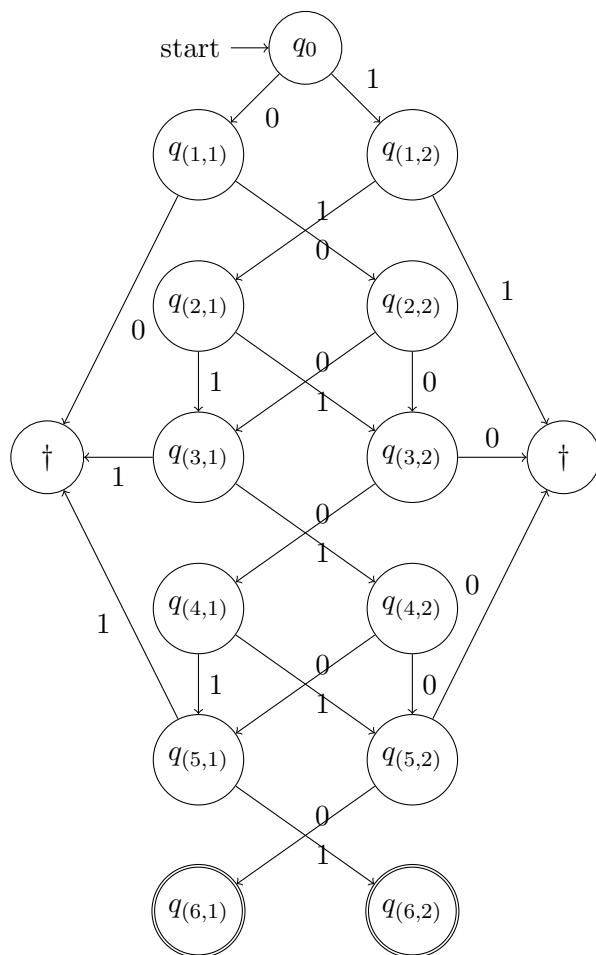 start q₀
0 1
q₍₁,₁₎ q₍₁,₂₎
1
0
q₍₂,₁₎ q₍₂,₂₎
0 1
0
1 1 0
† q₍₃,₁₎ q₍₃,₂₎ †
1 0
0
1
q₍₄,₁₎ q₍₄,₂₎
1 0
0
1 1 0
q₍₅,₁₎ q₍₅,₂₎
0
1
q₍₆,₁₎ q₍₆,₂₎